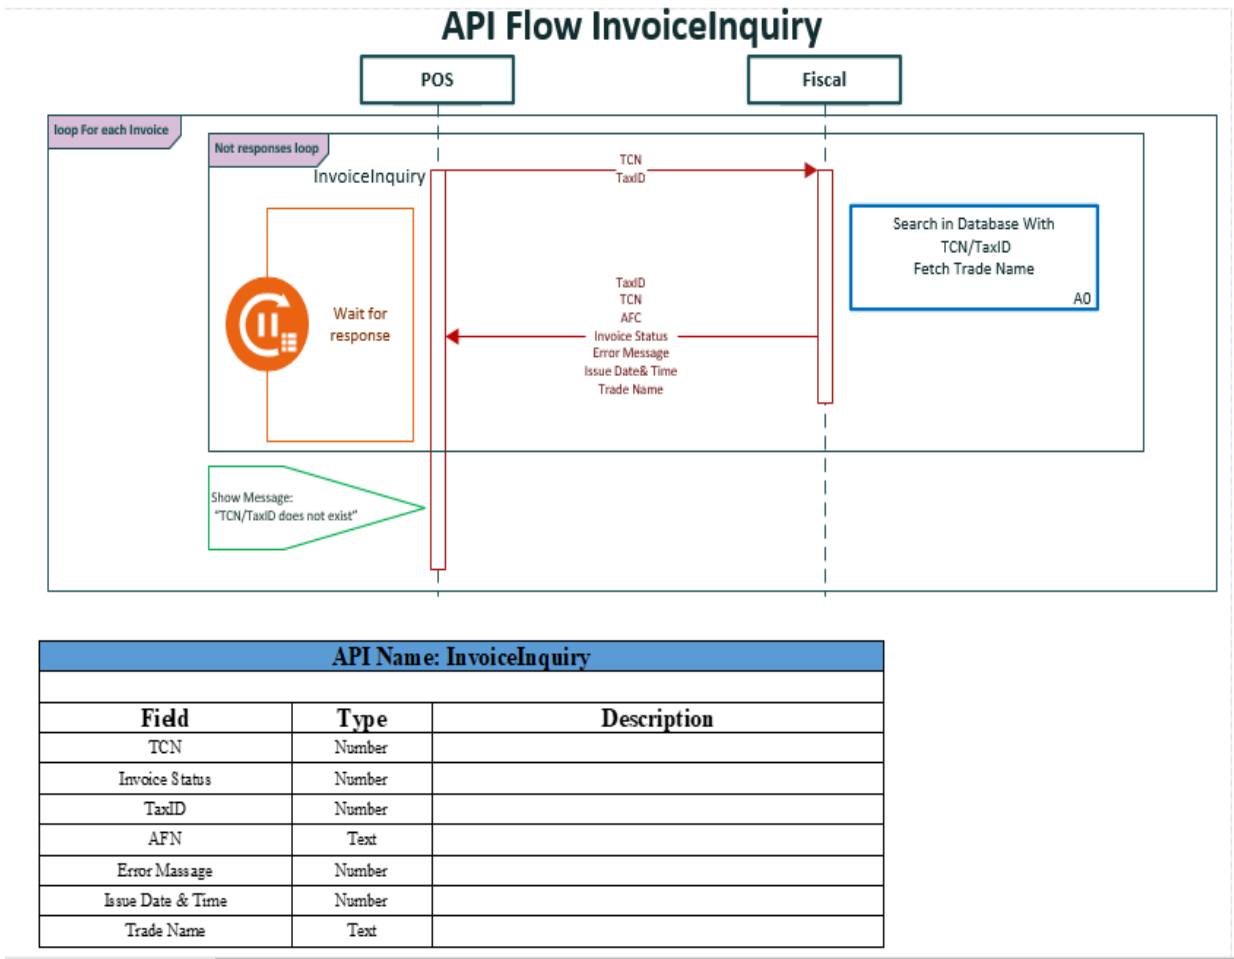 API Flow InvoiceInquiry
POS
Fiscal
loop For each Invoice
Not responses loop
InvoiceInquiry
TCN
TaxID
Search in Database With
TCN/TaxID
Fetch Trade Name
A0
Wait for
response
TaxID
TCN
AFC
Invoice Status
Error Message
Issue Date& Time
Trade Name
Show Message:
"TCN/TaxID does not exist"
API Name: InvoiceInquiry
Field Type Description
TCN Number
Invoice Status Number
TaxID Number
AFN Text
Error Massage Number
Issue Date & Time Number
Trade Name Text